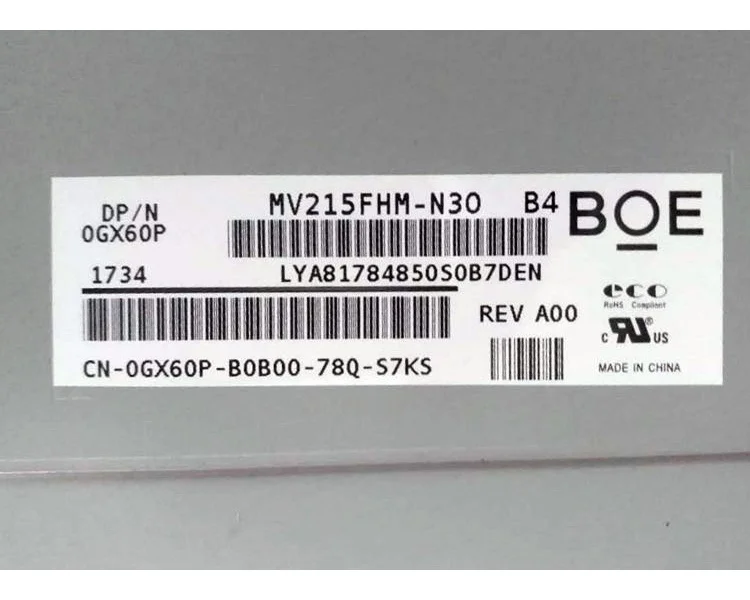 DP/N
0GX60P
MV215FHM-N30 B4
BOE
1734
LYA81784850S0B7DEN
REV A00
CN-0GX60P-B0B00-78Q-S7KS
eco
RoHS Compliant
c RU® US
MADE IN CHINA